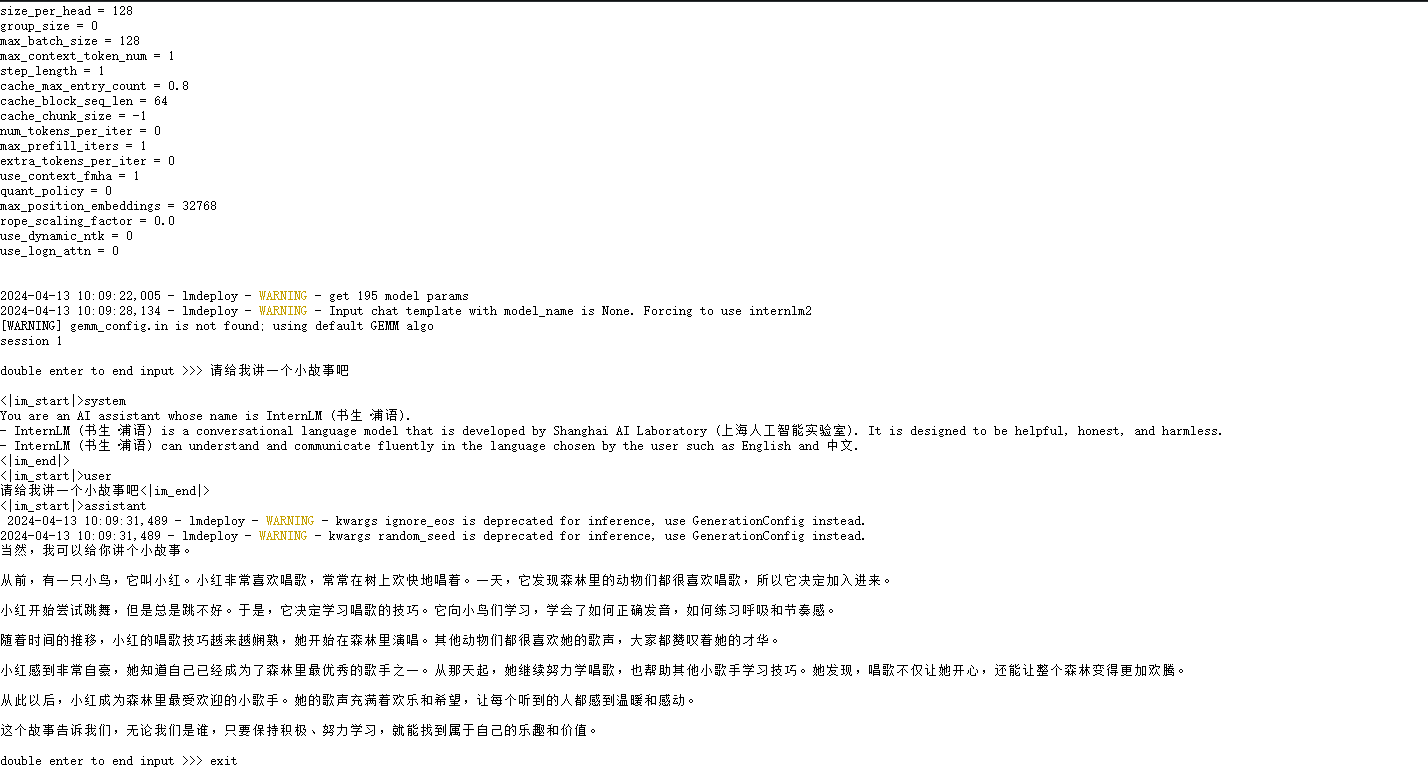 size_per_head = 128
group_size = 0
max_batch_size = 128
max_context_token_num = 1
step_length = 1
cache_max_entry_count = 0.8
cache_block_seq_len = 64
cache_chunk_size = -1
num_tokens_per_iter = 0
max_prefill_iters = 1
extra_tokens_per_iter = 0
use_context_fmha = 1
quant_policy = 0
max_position_embeddings = 32768
rope_scaling_factor = 0.0
use_dynamic_ntk = 0
use_logn_attn = 0
2024-04-13 10:09:22,005 - lmdeploy - WARNING - get 195 model params
2024-04-13 10:09:28,134 - lmdeploy - WARNING - Input chat template with model_name is None. Forcing to use internlm2
[WARNING] gemm_config.in is not found; using default GEMM algo
session 1
double enter to end input >>> 请给我讲一个小故事吧
<|im_start|>system
You are an AI assistant whose name is InternLM (书生·浦语).
- InternLM (书生·浦语) is a conversational language model that is developed by Shanghai AI Laboratory (上海人工智能实验室). It is designed to be helpful, honest, and harmless.
- InternLM (书生·浦语) can understand and communicate fluently in the language chosen by the user such as English and 中文.
<|im_end|>
<|im_start|>user
请给我讲一个小故事吧<|im_end|>
<|im_start|>assistant
2024-04-13 10:09:31,489 - lmdeploy - WARNING - kwargs ignore_eos is deprecated for inference, use GenerationConfig instead.
2024-04-13 10:09:31,489 - lmdeploy - WARNING - kwargs random_seed is deprecated for inference, use GenerationConfig instead.
当然，我可以给你讲个小故事。
从前，有一只小鸟，它叫小红。小红非常喜欢唱歌，常常在树上欢快地唱着。一天，它发现森林里的动物们都很喜欢唱歌，所以它决定加入进来。
小红开始尝试跳舞，但是总是跳不好。于是，它决定学习唱歌的技巧。它向小鸟们学习，学会了如何正确发音，如何练习呼吸和节奏感。
随着时间的推移，小红的唱歌技巧越来越娴熟，她开始在森林里演唱。其他动物们都很喜欢她的歌声，大家都赞叹着她的才华。
小红感到非常自豪，她知道自己已经成为了森林里最优秀的歌手之一。从那天起，她继续努力学唱歌，也帮助其他小歌手学习技巧。她发现，唱歌不仅让她开心，还能让整个森林变得更加欢腾。
从此以后，小红成为森林里最受欢迎的小歌手。她的歌声充满着欢乐和希望，让每个听到的人都感到温暖和感动。
这个故事告诉我们，无论我们是谁，只要保持积极、努力学习，就能找到属于自己的乐趣和价值。
double enter to end input >>> exit